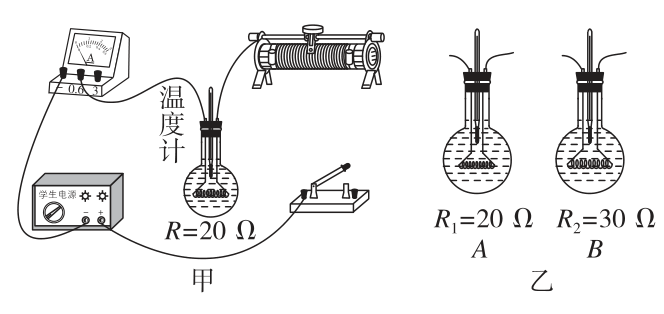 A
- 0.6 3
温度计
学生电源
- +
R=20 Ω
甲
R₁=20 Ω R₂=30 Ω
A B
乙